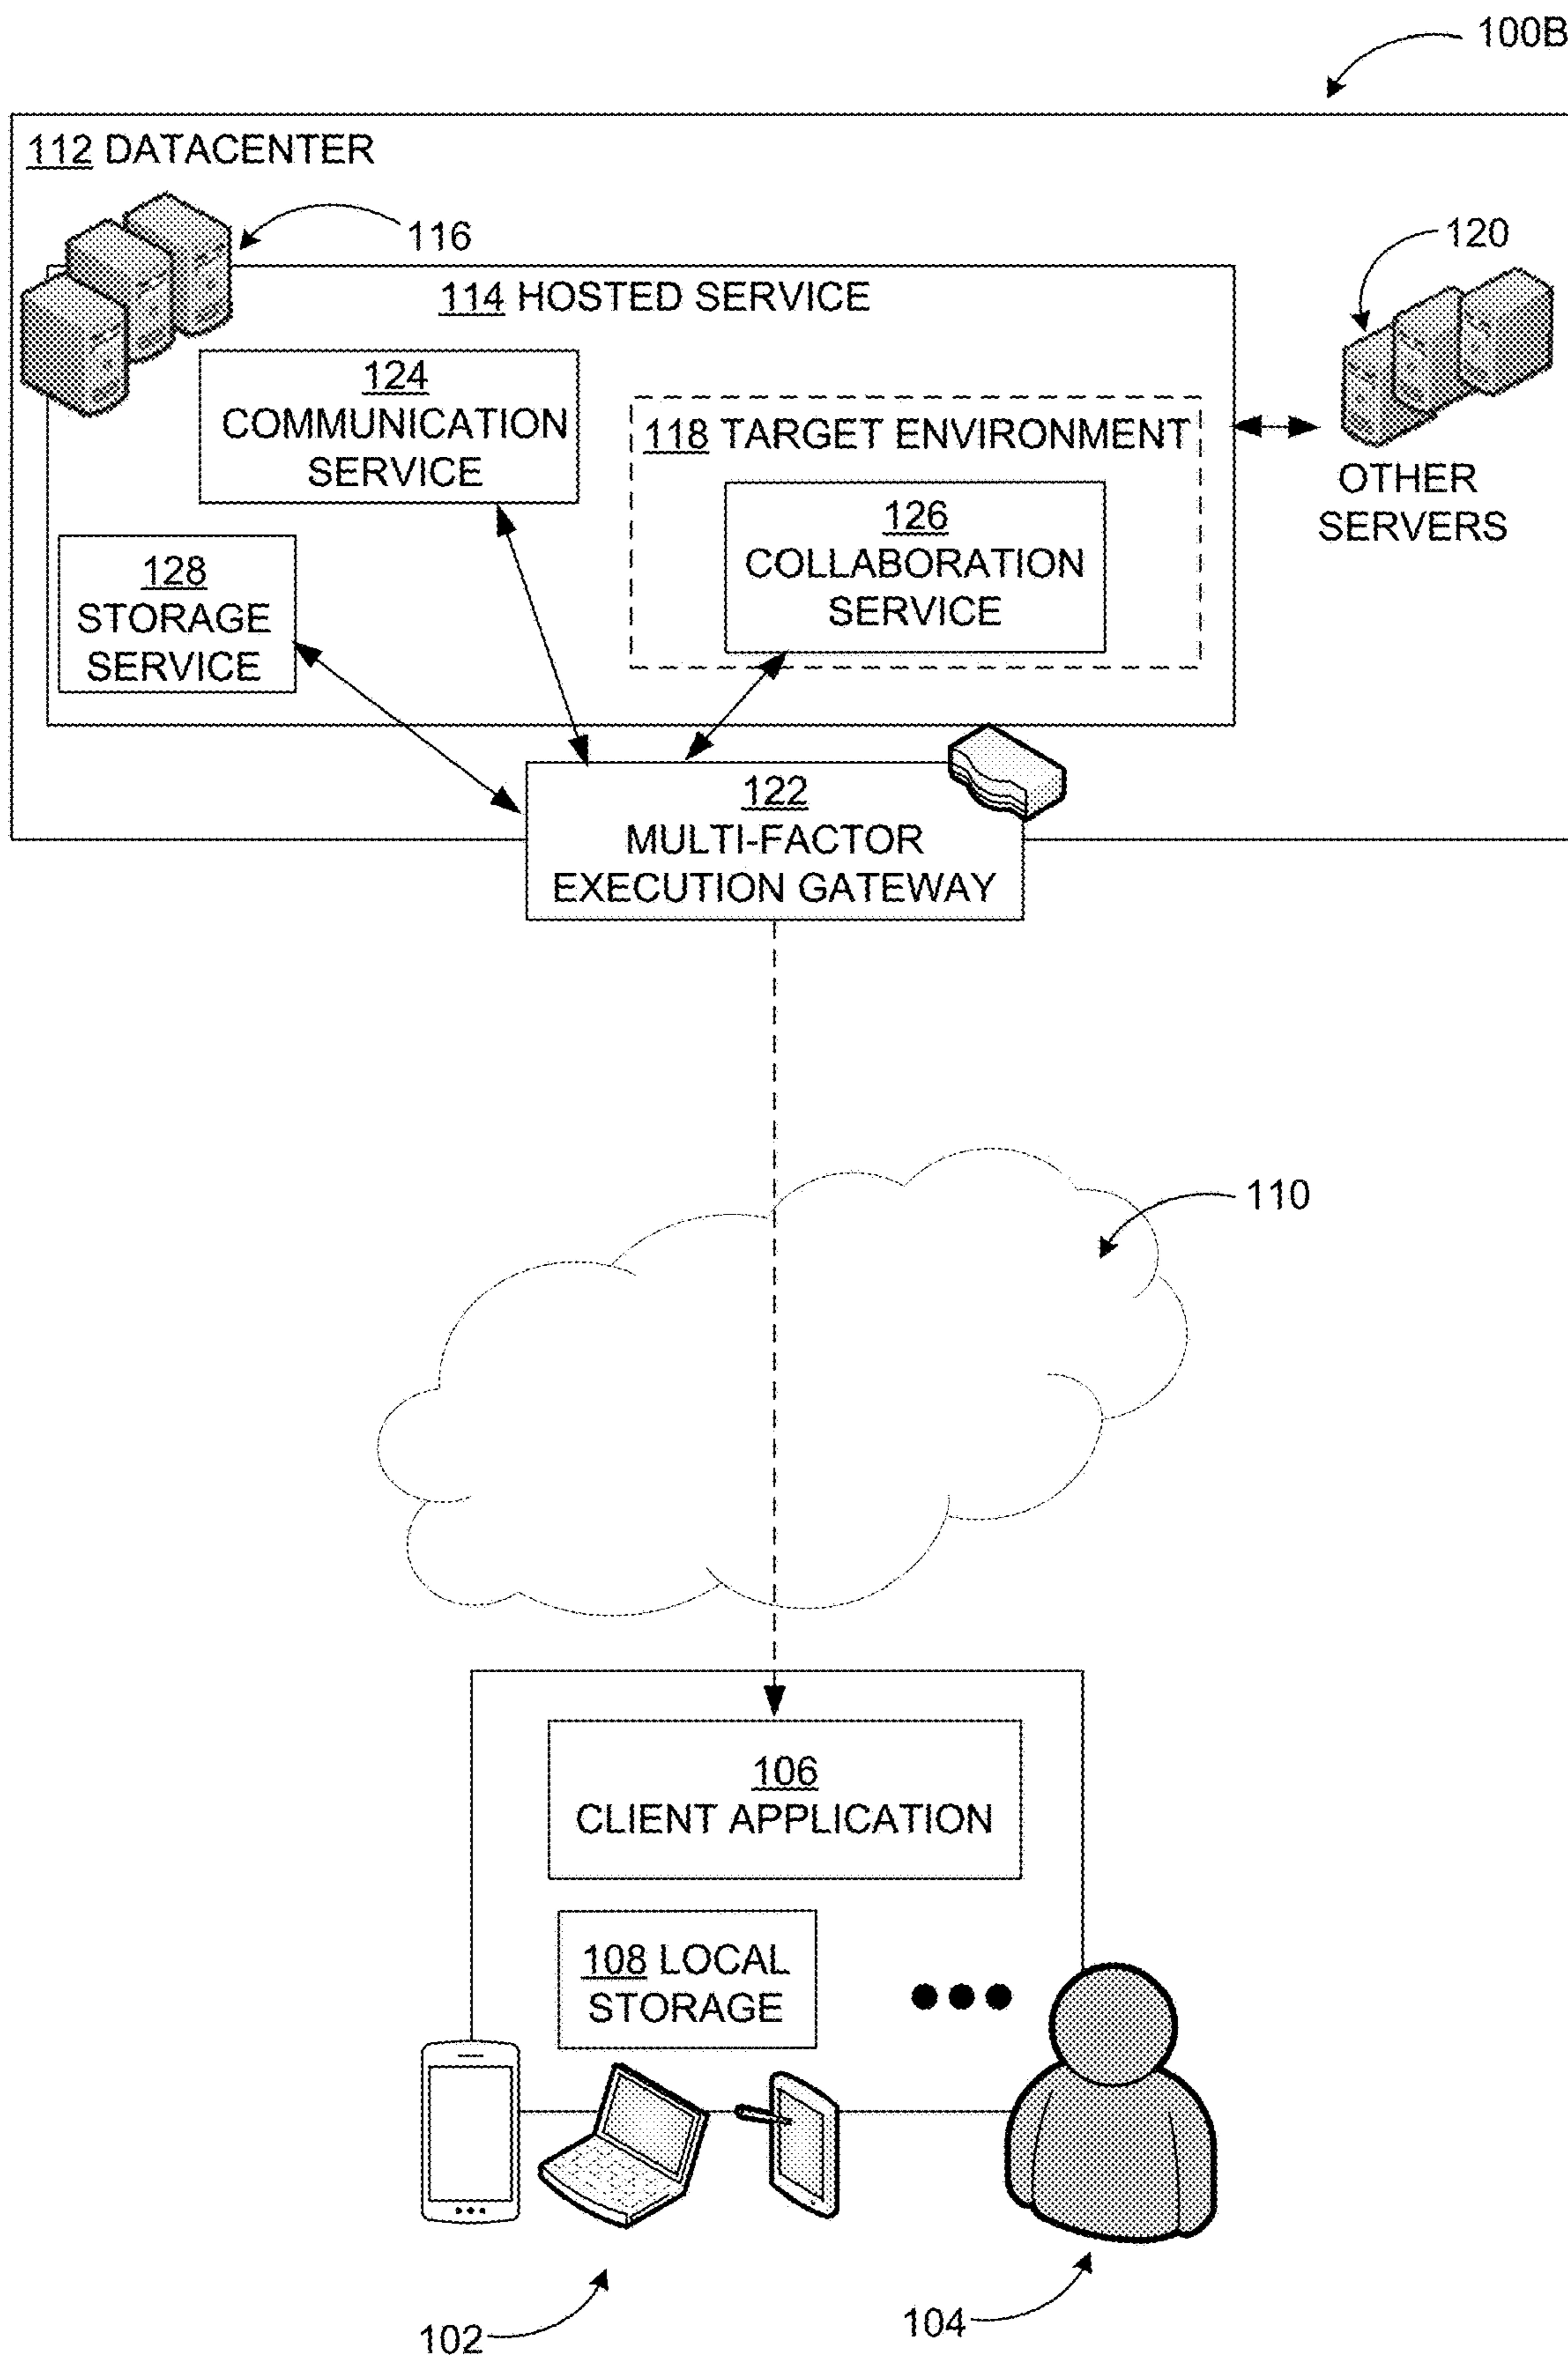 100B
112 DATACENTER
116
120
114 HOSTED SERVICE
124
COMMUNICATION
SERVICE
118 TARGET ENVIRONMENT
126
COLLABORATION
SERVICE
OTHER
SERVERS
128
STORAGE
SERVICE
122
MULTI-FACTOR
EXECUTION GATEWAY
110
106
CLIENT APPLICATION
108 LOCAL
STORAGE
102
104